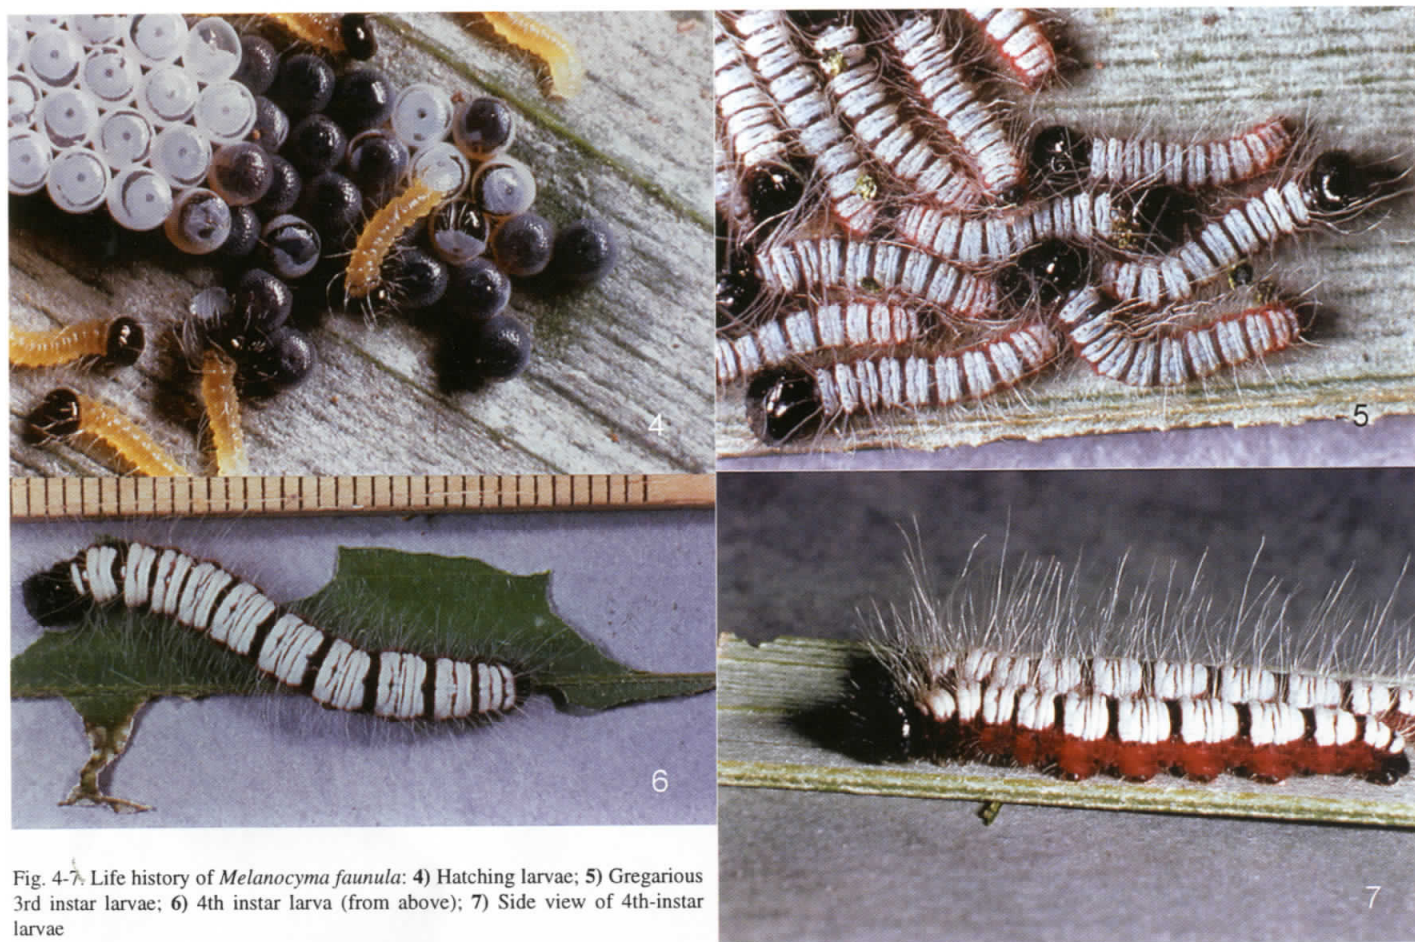 4
5
6
7
Fig. 4-7. Life history of Melanocyma faunula: 4) Hatching larvae; 5) Gregarious
3rd instar larvae; 6) 4th instar larva (from above); 7) Side view of 4th-instar
larvae